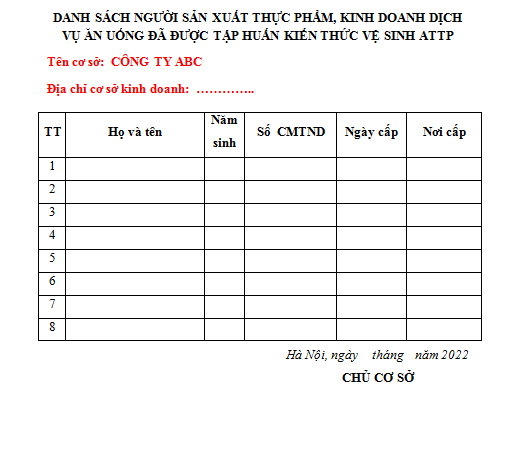 DANH SÁCH NGƯỜI SẢN XUẤT THỰC PHẨM, KINH DOANH DỊCH
VỤ ĂN UỐNG ĐÃ ĐƯỢC TẬP HUẤN KIẾN THỨC VỆ SINH ATTP
Tên cơ sở: CÔNG TY ABC
Địa chỉ cơ sở kinh doanh: …………..
TT Họ và tên Năm sinh Số CMTND Ngày cấp Nơi cấp
1
2
3
4
5
6
7
8
Hà Nội, ngày tháng năm 2022
CHỦ CƠ SỞ